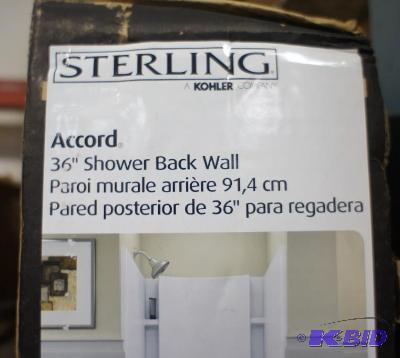 STERLING®
A KOHLER COMPANY
Accord®
36" Shower Back Wall
Paroi murale arrière 91,4 cm
Pared posterior de 36" para regadera
K-BID